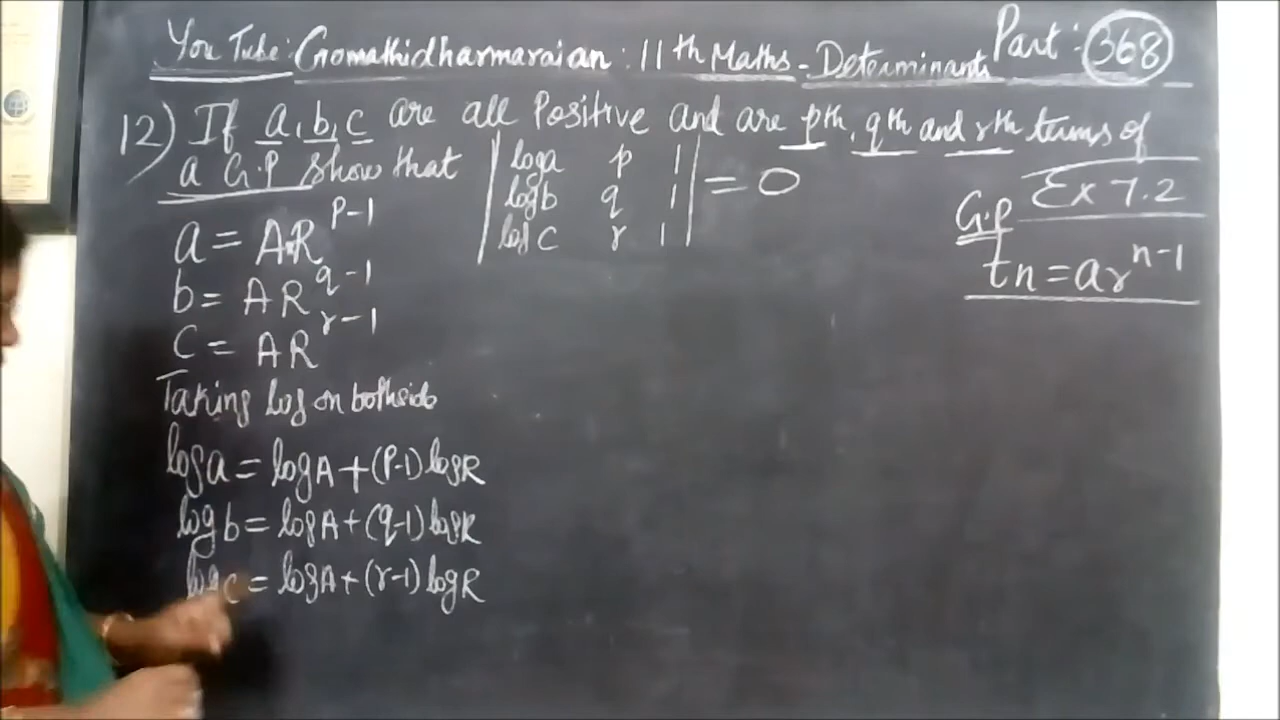 You Tube: Gomathidharmarajan: 11th Maths - Determinants Part: 368
12) If a, b, c are all Positive and are pth, qth and rth terms of
a G.P show that | log a p 1 |
| log b q 1 | = 0
| log c r 1 |
Ex 7.2
G.P
tn = ar^{n-1}
a = AR^{p-1}
b = AR^{q-1}
c = AR^{r-1}
Taking log on bothside
log a = log A + (P-1) log R
log b = log A + (q-1) log R
log c = log A + (r-1) log R